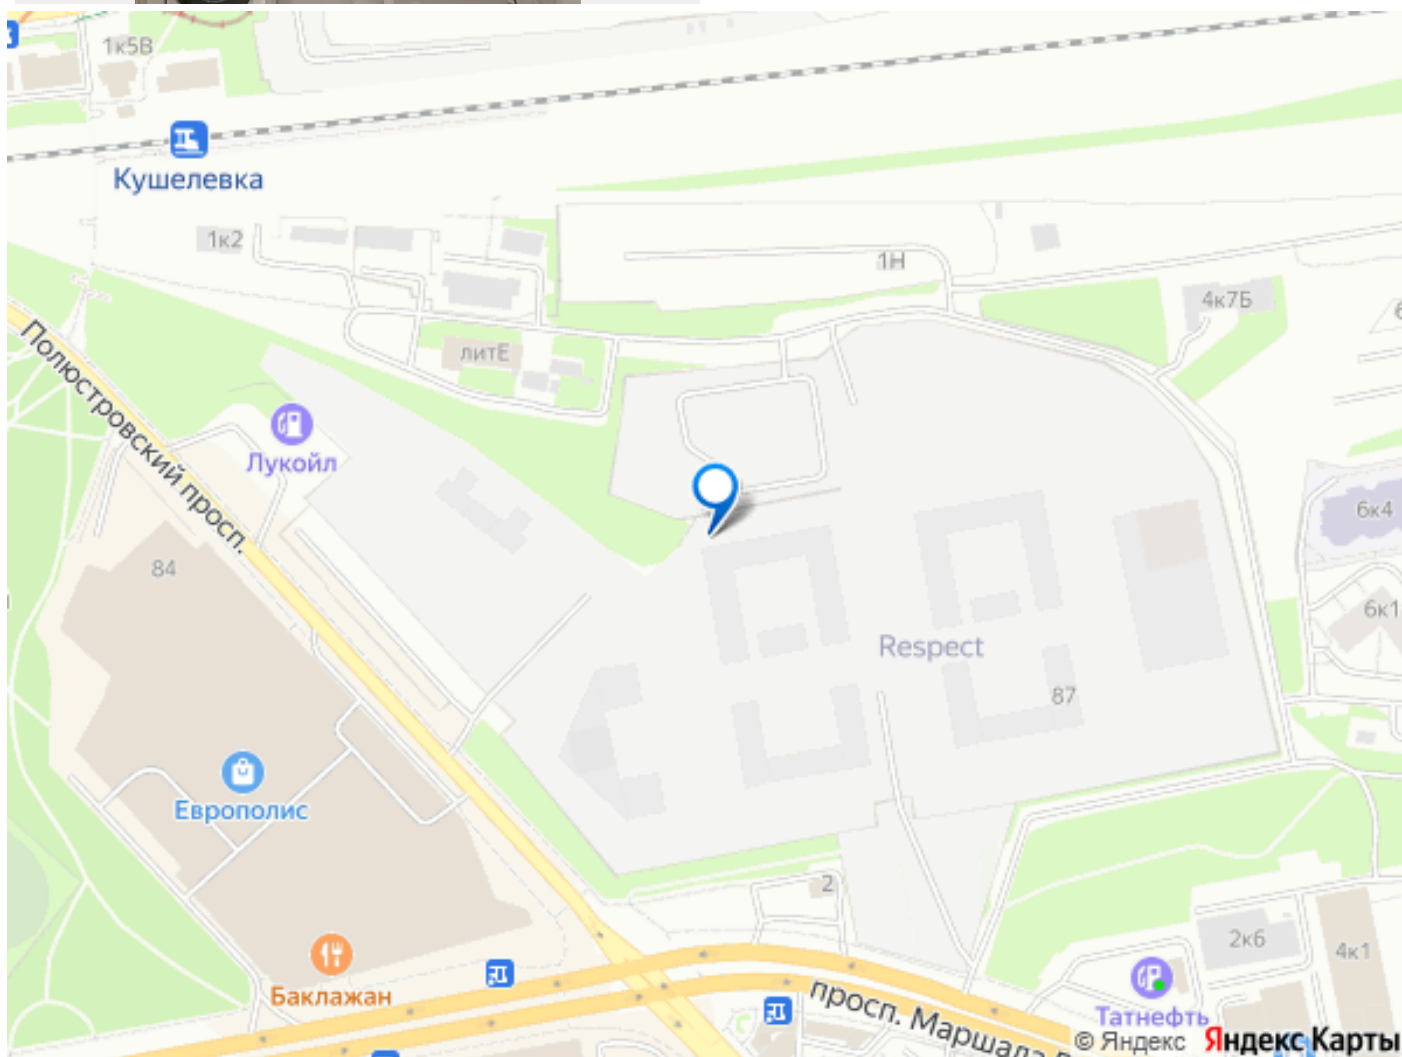 1к5В
Кушелевка
1к2
1Н
4к7Б
литЕ
Полюстровский просп.
Лукойл
6к4
84
6к1
Respect
87
Европолис
2
2к6
4к1
Баклажан
просп. Маршала
Татнефть
© Яндекс Яндекс Карты